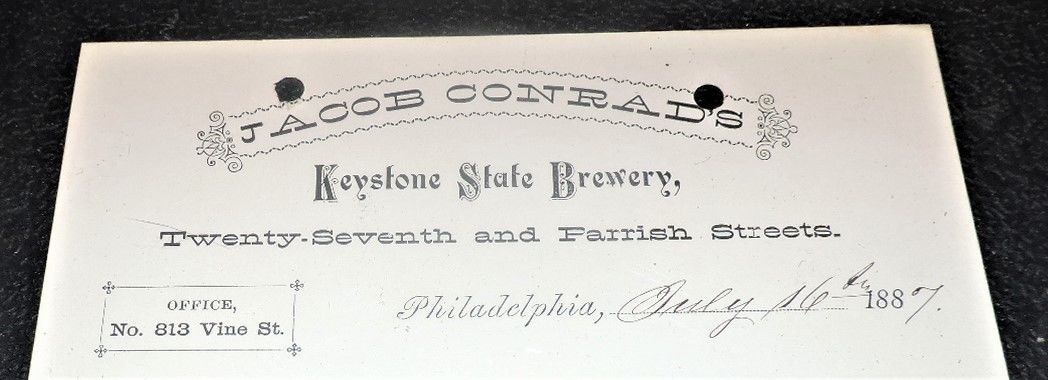 JACOB CONRAD'S
Keystone State Brewery,
Twenty-Seventh and Parrish Streets.
OFFICE,
No. 813 Vine St.
Philadelphia, July 16th 1887.